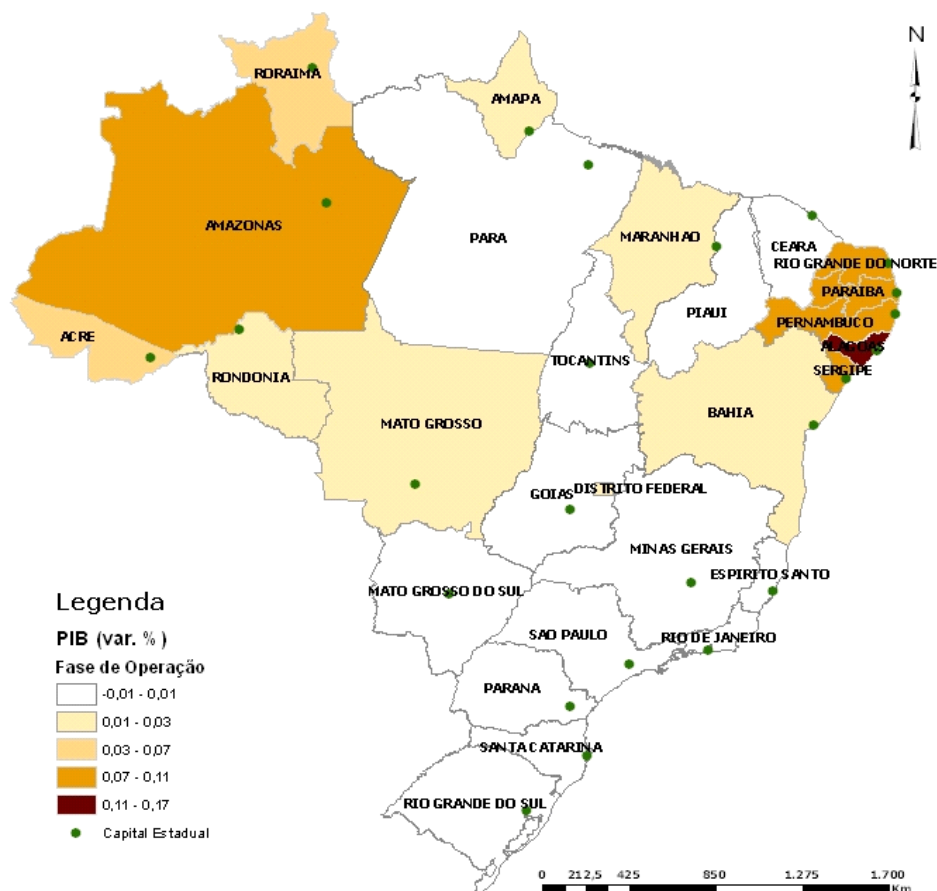 N
RORAIMA
AMAPA
AMAZONAS
PARA
MARANHAO
CEARA
RIO GRANDE DO NORTE
PARAIBA
PIAUI
PERNAMBUCO
ACRE
ALAGOAS
TOCANTINS
SERGIPE
RONDONIA
BAHIA
MATO GROSSO
GOIAS
DISTRITO FEDERAL
MINAS GERAIS
ESPIRITO SANTO
MATO GROSSO DO SUL
SAO PAULO
RIO DE JANEIRO
PARANA
SANTA CATARINA
RIO GRANDE DO SUL
Legenda
PIB (var. %)
Fase de Operação
-0,01 - 0,01
0,01 - 0,03
0,03 - 0,07
0,07 - 0,11
0,11 - 0,17
Capital Estadual
0 212,5 425 850 1.275 1.700
Km